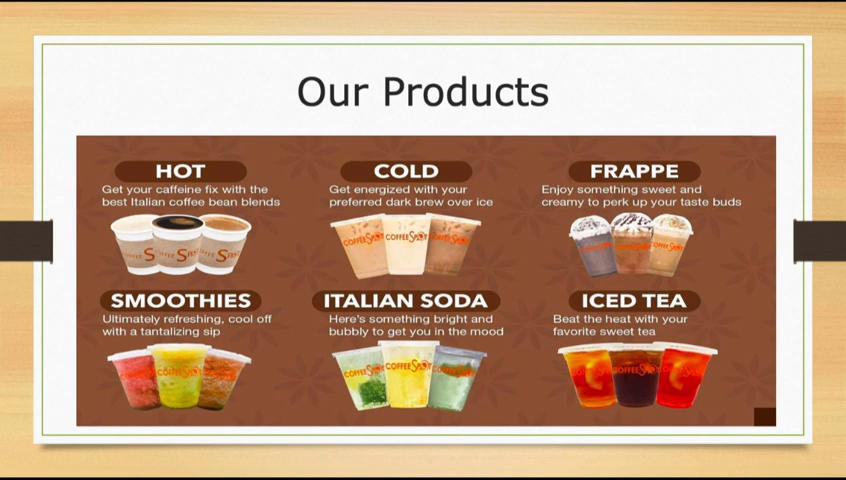 Our Products
HOT
Get your caffeine fix with the
best Italian coffee bean blends
COLD
Get energized with your
preferred dark brew over ice
FRAPPE
Enjoy something sweet and
creamy to perk up your taste buds
COFFEE SPOT
SMOOTHIES
Ultimately refreshing, cool off
with a tantalizing sip
ITALIAN SODA
Here's something bright and
bubbly to get you in the mood
ICED TEA
Beat the heat with your
favorite sweet tea